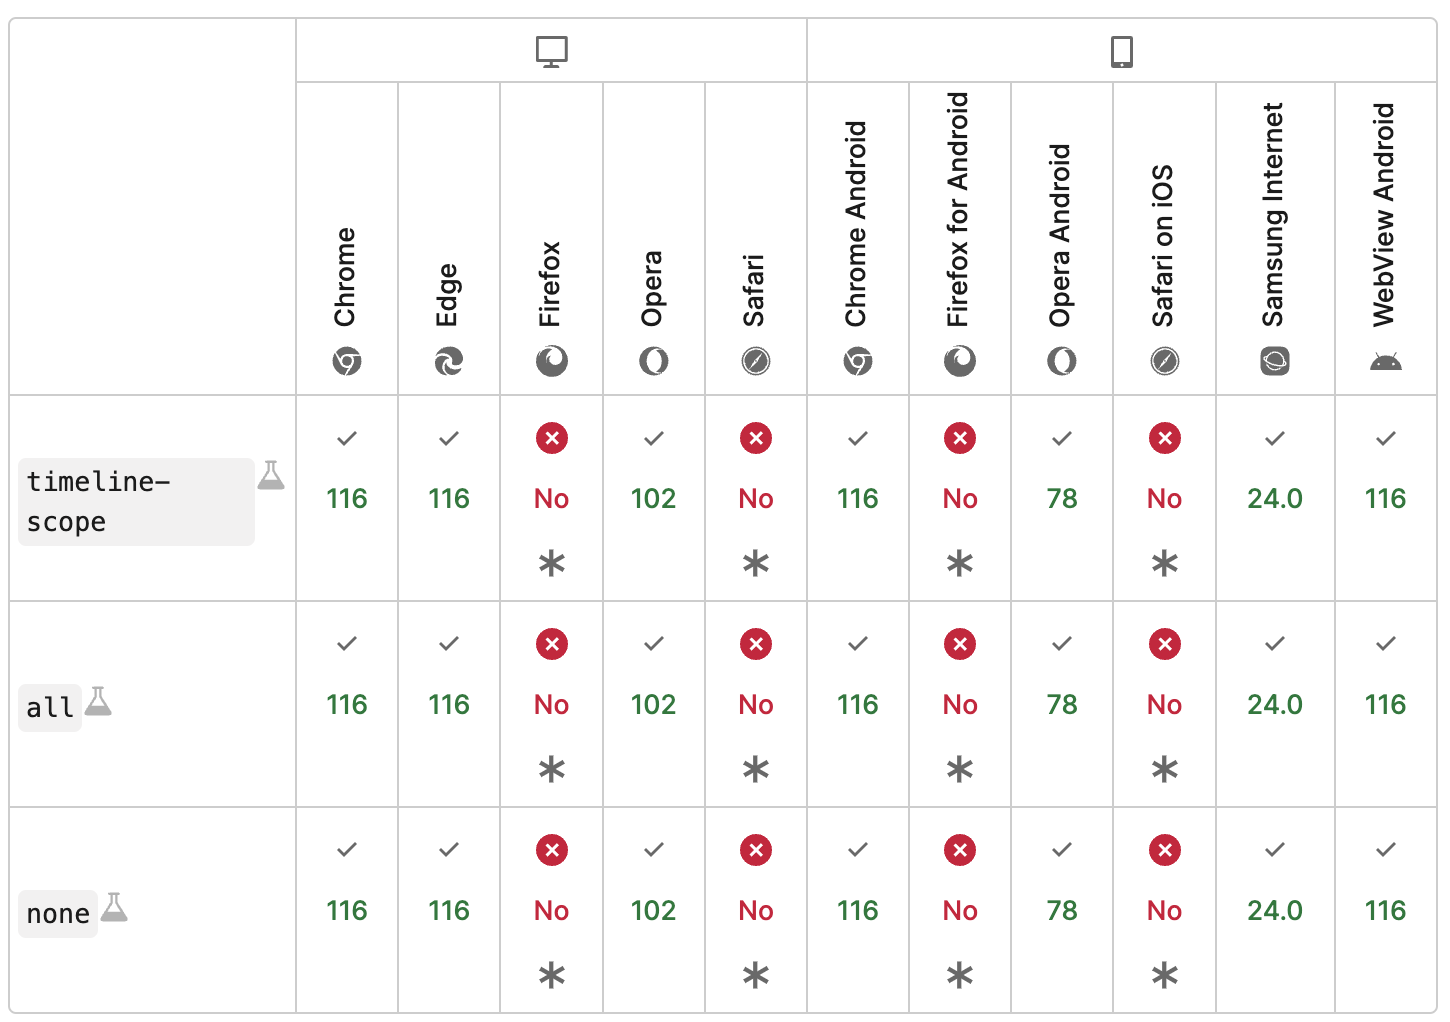 Chrome
Edge
Firefox
Opera
Safari
Chrome Android
Firefox for Android
Opera Android
Safari on iOS
Samsung Internet
WebView Android
timeline-
scope
116 116 No 102 No 116 No 78 No 24.0 116
* * * *
all
116 116 No 102 No 116 No 78 No 24.0 116
* * * *
none
116 116 No 102 No 116 No 78 No 24.0 116
* * * *